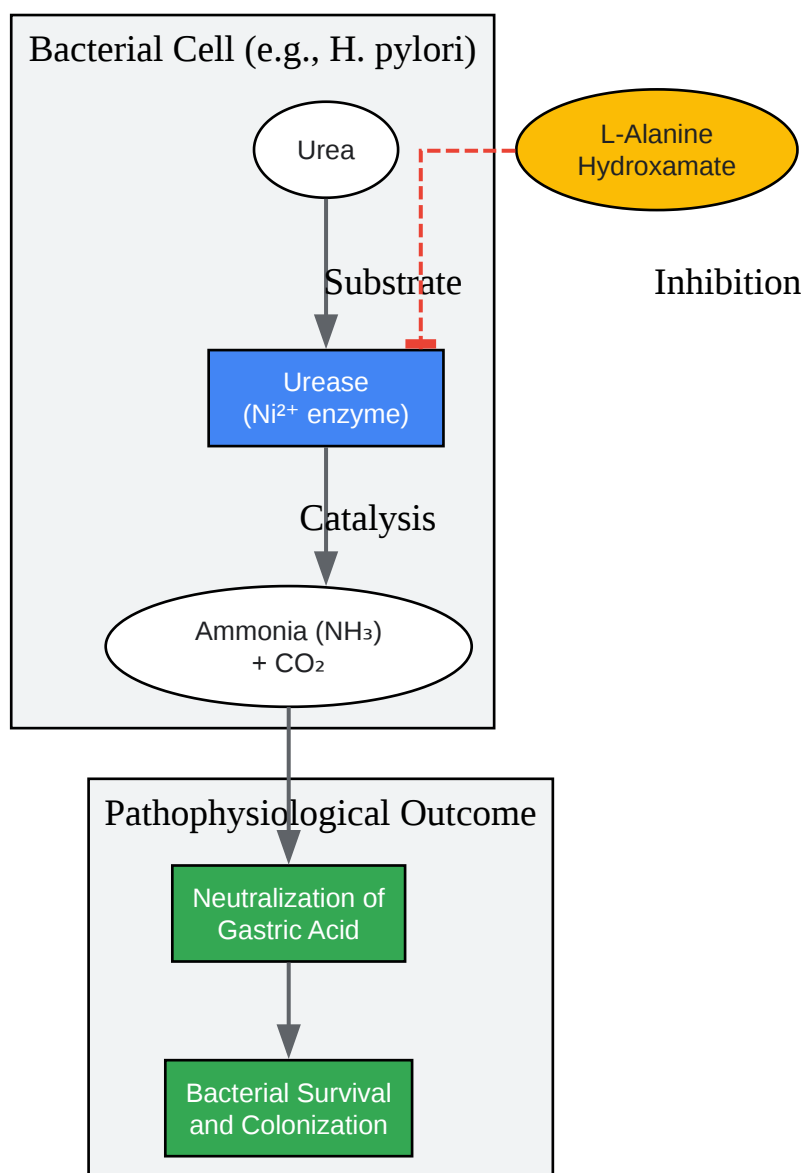 Bacterial Cell (e.g., H. pylori)
Urea
L-Alanine
Hydroxamate
Substrate
Inhibition
Urease
(Ni²⁺ enzyme)
Catalysis
Ammonia (NH₃)
+ CO₂
Pathophysiological Outcome
Neutralization of
Gastric Acid
Bacterial Survival
and Colonization